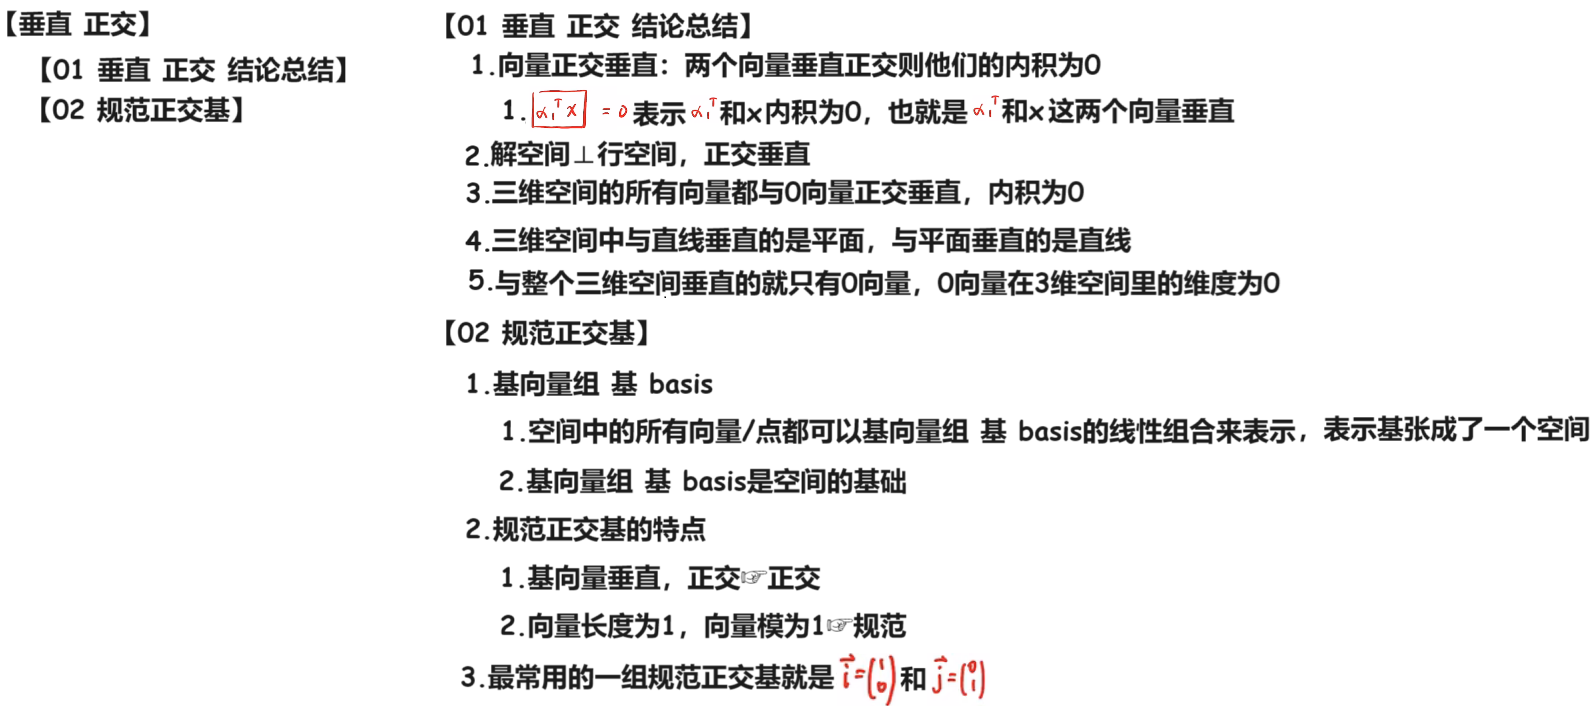 【垂直 正交】
【01 垂直 正交 结论总结】
【02 规范正交基】
【01 垂直 正交 结论总结】
1.向量正交垂直：两个向量垂直正交则他们的内积为0
1. α₁ᵀx = 0 表示 α₁ᵀ 和x内积为0，也就是 α₁ᵀ 和x这两个向量垂直
2.解空间⊥行空间，正交垂直
3.三维空间的所有向量都与0向量正交垂直，内积为0
4.三维空间中与直线垂直的是平面，与平面垂直的是直线
5.与整个三维空间垂直的就只有0向量，0向量在3维空间里的维度为0
【02 规范正交基】
1.基向量组 基 basis
1.空间中的所有向量/点都可以基向量组 基 basis的线性组合来表示，表示基张成了一个空间
2.基向量组 基 basis是空间的基础
2.规范正交基的特点
1.基向量垂直，正交☞正交
2.向量长度为1，向量模为1☞规范
3.最常用的一组规范正交基就是 i⃗=(1 0) 和 j⃗=(0 1)